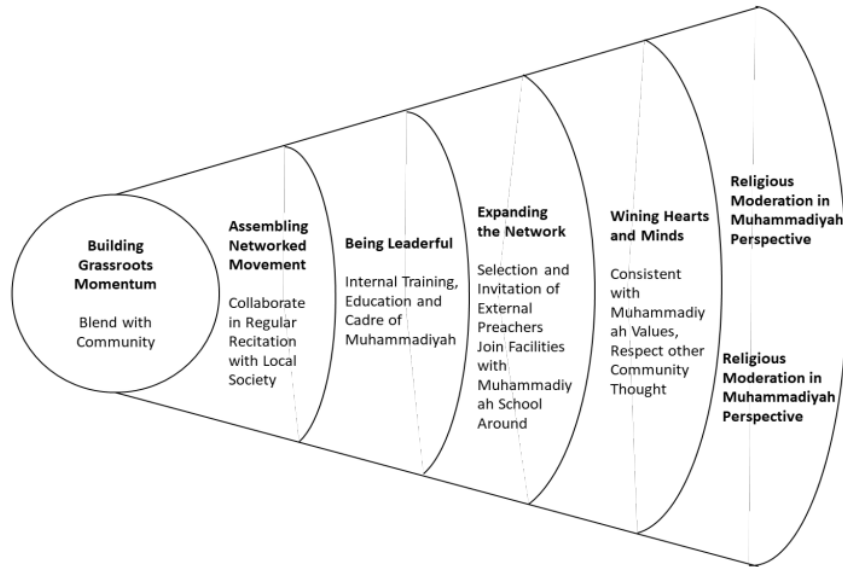 Building
Grassroots
Momentum
Blend with
Community
Assembling
Networked
Movement
Collaborate
in Regular
Recitation
with Local
Society
Being Leaderful
Internal Training,
Education and
Cadre of
Muhammadiyah
Expanding
the Network
Selection and
Invitation of
External
Preachers
Join Facilities
with
Muhammadiy
ah School
Around
Wining Hearts
and Minds
Consistent
with
Muhammadiy
ah Values,
Respect other
Community
Thought
Religious
Moderation in
Muhammadiyah
Perspective
Religious
Moderation in
Muhammadiyah
Perspective